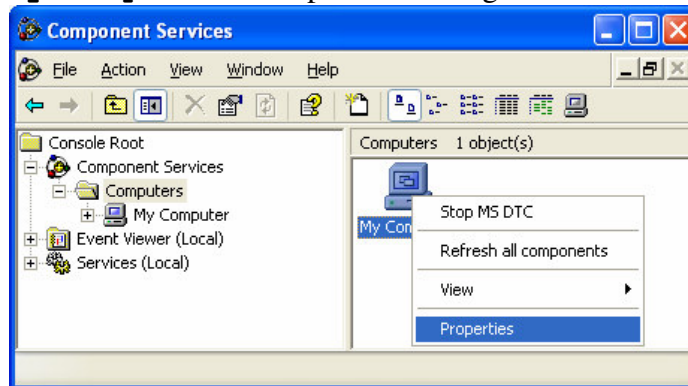 Component Services
File Action View Window Help
Console Root
Component Services
Computers
My Computer
Event Viewer (Local)
Services (Local)
Computers 1 object(s)
My Com
Stop MS DTC
Refresh all components
View
Properties